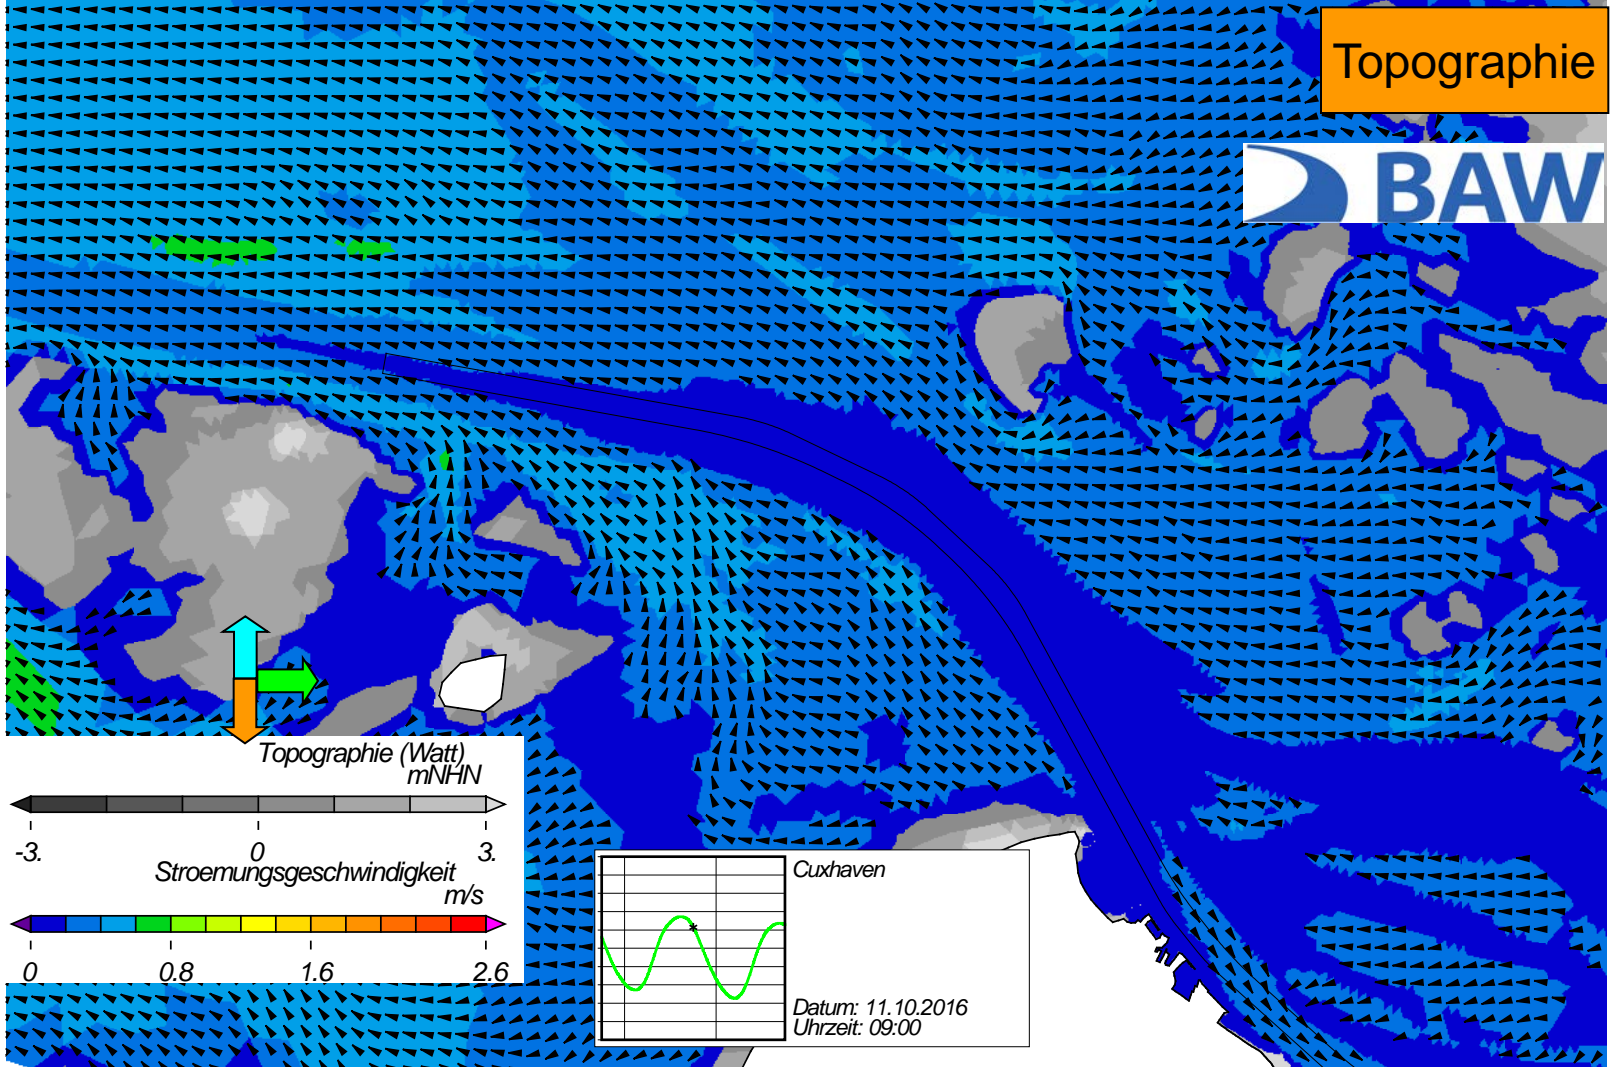 Topographie
BAW
Topographie (Watt)
mNHN
-3. 0 3.
Stroemungsgeschwindigkeit
m/s
0 0.8 1.6 2.6
Cuxhaven
Datum: 11.10.2016
Uhrzeit: 09:00